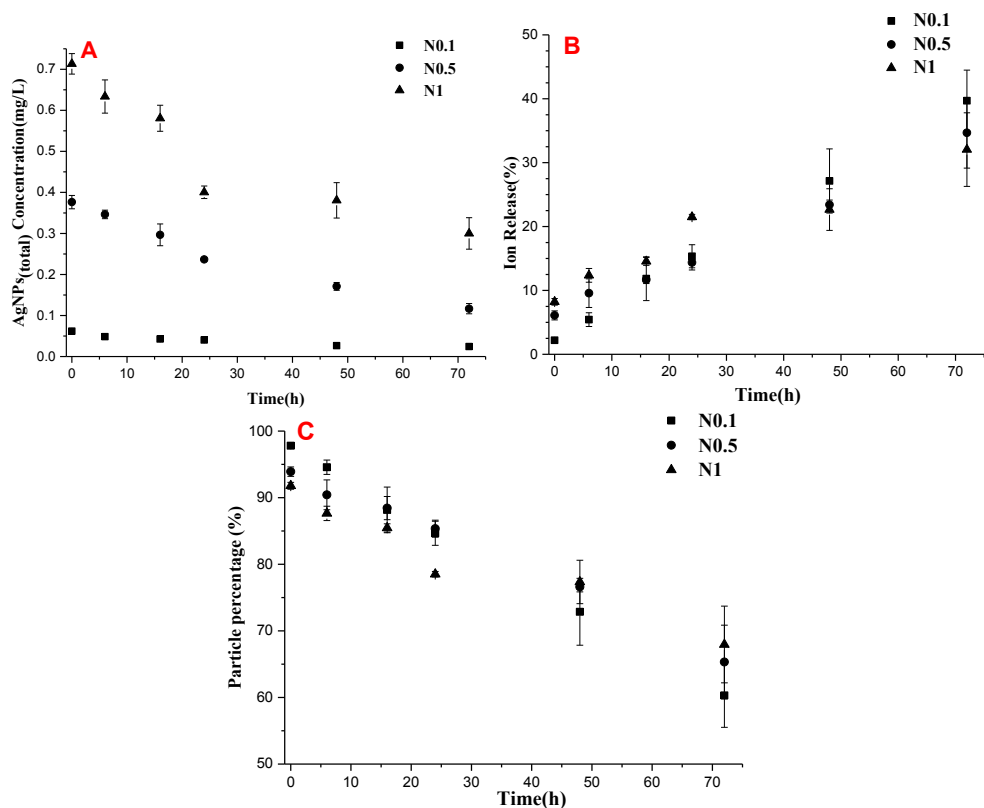 A
N0.1
N0.5
N1
AgNPs(total) Concentration(mg/L)
0.7
0.6
0.5
0.4
0.3
0.2
0.1
0.0
0 10 20 30 40 50 60 70
Time(h)
B
N0.1
N0.5
N1
Ion Release(%)
50
40
30
20
10
0
0 10 20 30 40 50 60 70
Time(h)
C
N0.1
N0.5
N1
Particle percentage (%)
100
90
80
70
60
50
0 10 20 30 40 50 60 70
Time(h)